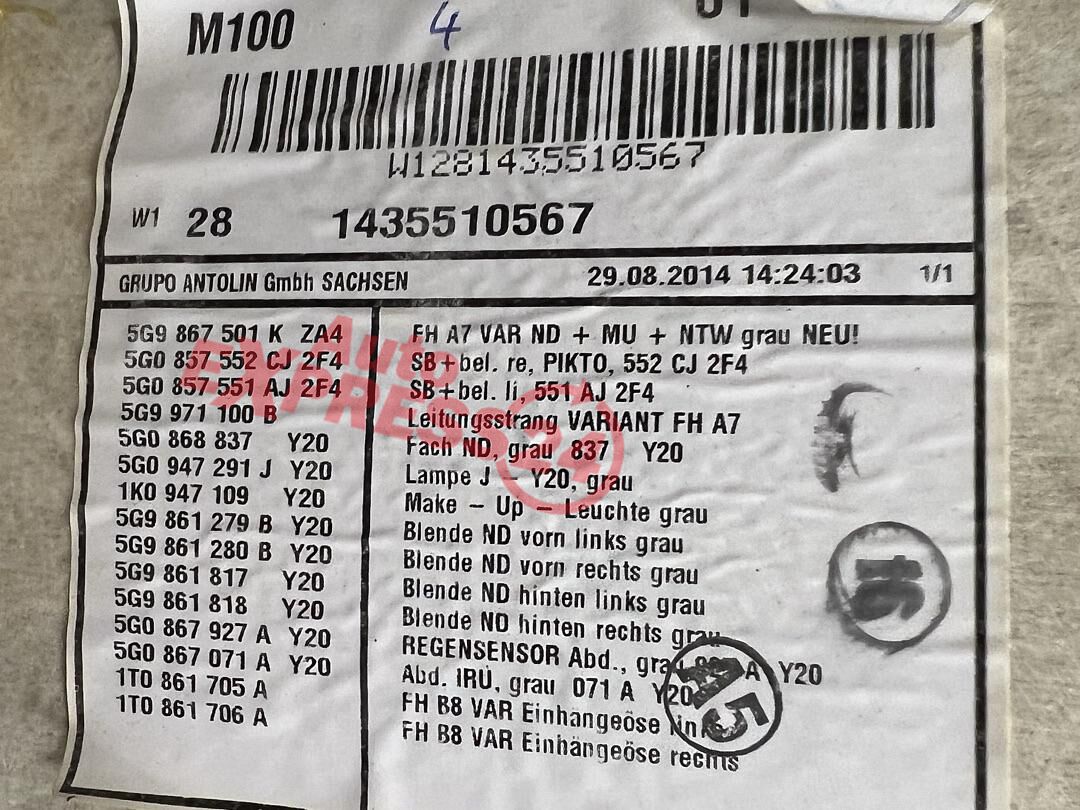 M100 4
W1281435510567
W1 28 1435510567
GRUPO ANTOLIN Gmbh SACHSEN 29.08.2014 14:24:03 1/1
5G9 867 501 K ZA4 FH A7 VAR ND + MU + NTW grau NEU!
5G0 857 552 CJ 2F4 SB+bel. re, PIKTO, 552 CJ 2F4
5G0 857 551 AJ 2F4 SB+bel. li, 551 AJ 2F4
5G9 971 100 B Leitungsstrang VARIANT FH A7
5G0 868 837 Y20 Fach ND, grau 837 Y20
5G0 947 291 J Y20 Lampe J - Y20, grau
1K0 947 109 Y20 Make - Up - Leuchte grau
5G9 861 279 B Y20 Blende ND vorn links grau
5G9 861 280 B Y20 Blende ND vorn rechts grau
5G9 861 817 Y20 Blende ND hinten links grau
5G9 861 818 Y20 Blende ND hinten rechts grau
5G0 867 927 A Y20 REGENSENSOR Abd., grau A Y20
5G0 867 071 A Y20 Abd. IRÜ, grau 071 A Y20
1T0 861 705 A FH B8 VAR Einhängeöse links
1T0 861 706 A FH B8 VAR Einhängeöse rechts
Auto
EXPRESS24
A5